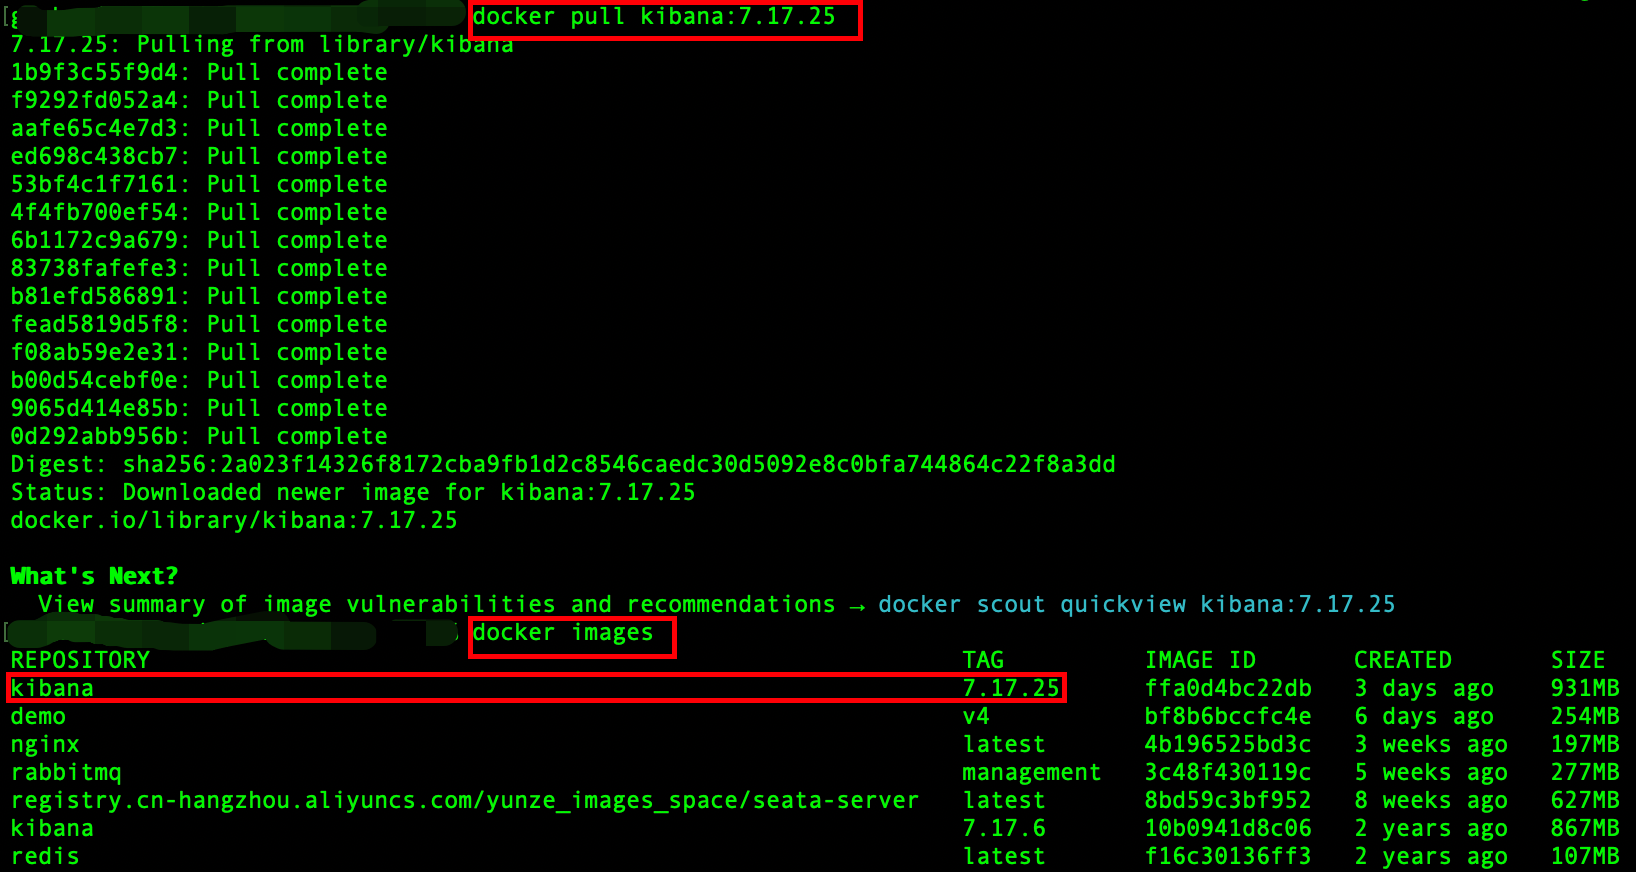 docker pull kibana:7.17.25
7.17.25: Pulling from library/kibana
1b9f3c55f9d4: Pull complete
f9292fd052a4: Pull complete
aafe65c4e7d3: Pull complete
ed698c438cb7: Pull complete
53bf4c1f7161: Pull complete
4f4fb700ef54: Pull complete
6b1172c9a679: Pull complete
83738fafefe3: Pull complete
b81efd586891: Pull complete
fead5819d5f8: Pull complete
f08ab59e2e31: Pull complete
b00d54cebf0e: Pull complete
9065d414e85b: Pull complete
0d292abb956b: Pull complete
Digest: sha256:2a023f14326f8172cba9fb1d2c8546caedc30d5092e8c0bfa744864c22f8a3dd
Status: Downloaded newer image for kibana:7.17.25
docker.io/library/kibana:7.17.25
What's Next?
View summary of image vulnerabilities and recommendations → docker scout quickview kibana:7.17.25
docker images
REPOSITORY TAG IMAGE ID CREATED SIZE
kibana 7.17.25 ffa0d4bc22db 3 days ago 931MB
demo v4 bf8b6bccfc4e 6 days ago 254MB
nginx latest 4b196525bd3c 3 weeks ago 197MB
rabbitmq management 3c48f430119c 5 weeks ago 277MB
registry.cn-hangzhou.aliyuncs.com/yunze_images_space/seata-server latest 8bd59c3bf952 8 weeks ago 627MB
kibana 7.17.6 10b0941d8c06 2 years ago 867MB
redis latest f16c30136ff3 2 years ago 107MB